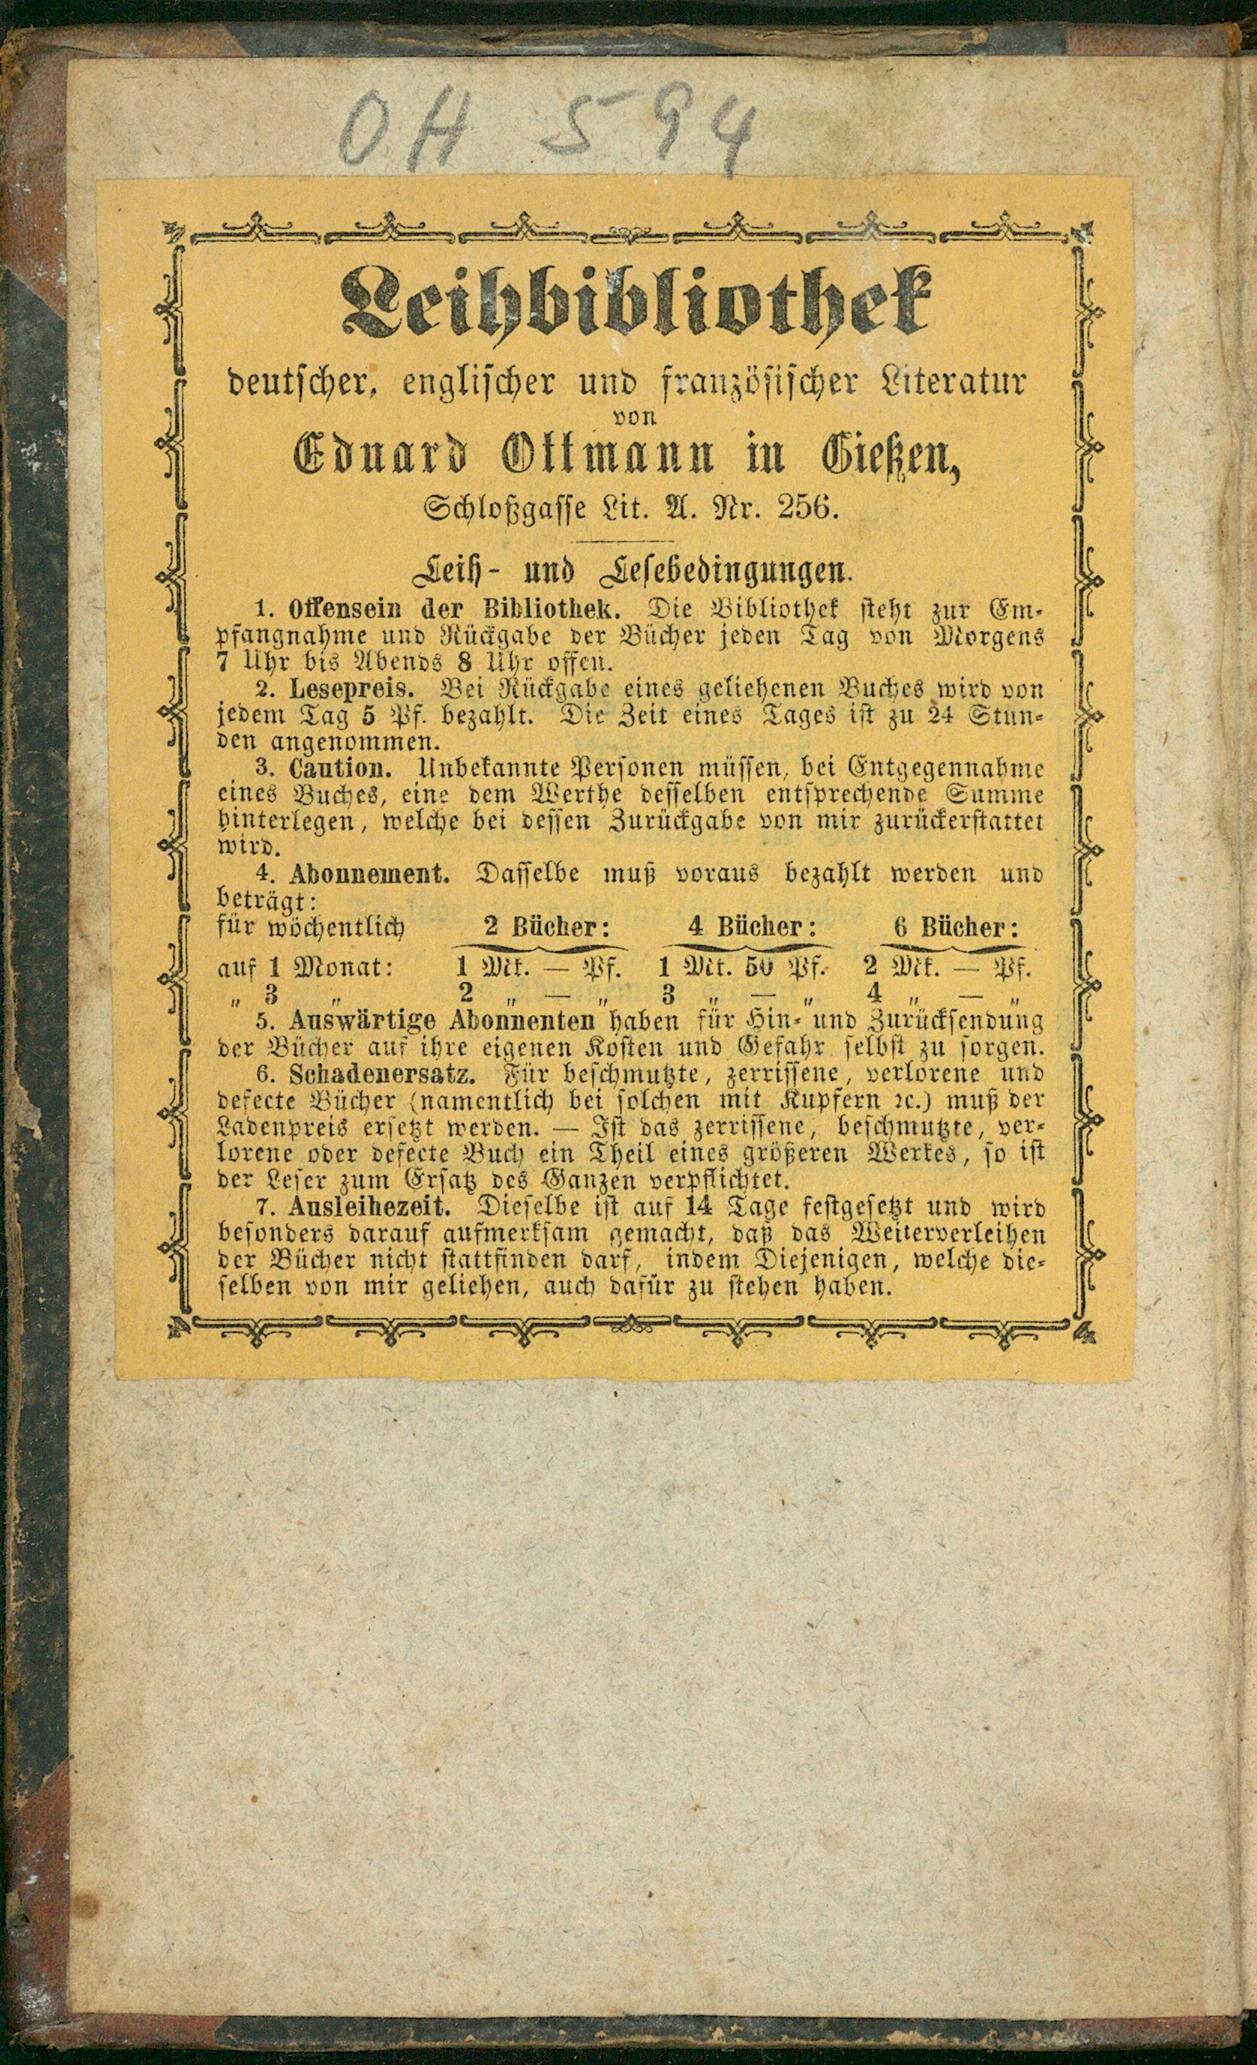 OH 594
Leihbibliothek
deutscher, englischer und französischer Literatur
von
Eduard Ottmann in Gießen,
Schloßgasse Lit. A. Nr. 256.
Leih- und Lesebedingungen.
1. Offensein der Bibliothek. Die Bibliothek steht zur Em-
pfangnahme und Rückgabe der Bücher jeden Tag von Morgens
7 Uhr bis Abends 8 Uhr offen.
2. Lesepreis. Bei Rückgabe eines geliehenen Buches wird von
jedem Tag 5 Pf. bezahlt. Die Zeit eines Tages ist zu 24 Stun-
den angenommen.
3. Caution. Unbekannte Personen müssen, bei Entgegennahme
eines Buches, eine dem Werthe desselben entsprechende Summe
hinterlegen, welche bei dessen Zurückgabe von mir zurückerstattet
wird.
4. Abonnement. Dasselbe muß voraus bezahlt werden und
beträgt:
für wöchentlich 2 Bücher: 4 Bücher: 6 Bücher:
auf 1 Monat: 1 Mk. — Pf. 1 Mk. 50 Pf. 2 Mk. — Pf.
„ 3 „ 2 „ — „ 3 „ — „ 4 „ — „
5. Auswärtige Abonnenten haben für Hin- und Zurücksendung
der Bücher auf ihre eigenen Kosten und Gefahr selbst zu sorgen.
6. Schadenersatz. Für beschmutzte, zerrissene, verlorene und
defecte Bücher (namentlich bei solchen mit Kupfern ꝛc.) muß der
Ladenpreis ersetzt werden. — Ist das zerrissene, beschmutzte, ver-
lorene oder defecte Buch ein Theil eines größeren Werkes, so ist
der Leser zum Ersatz des Ganzen verpflichtet.
7. Ausleihezeit. Dieselbe ist auf 14 Tage festgesetzt und wird
besonders darauf aufmerksam gemacht, daß das Weiterverleihen
der Bücher nicht stattfinden darf, indem Diejenigen, welche die-
selben von mir geliehen, auch dafür zu stehen haben.